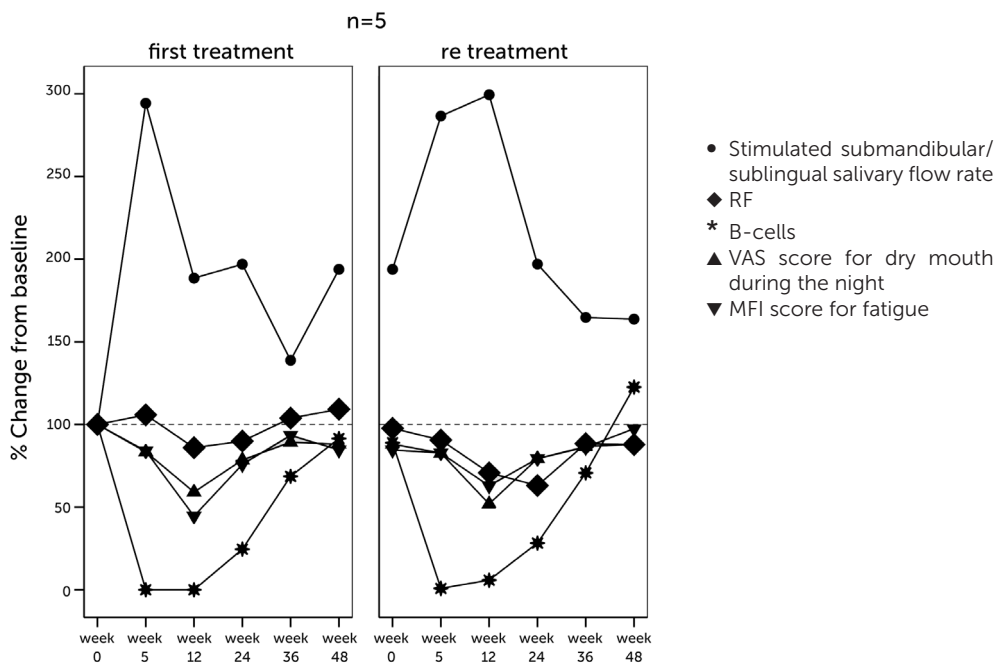 n=5
first treatment
re treatment
% Change from baseline
300
250
200
150
100
50
0
week week week week week week
0 5 12 24 36 48
week week week week week week
0 5 12 24 36 48
Stimulated submandibular/
sublingual salivary flow rate
RF
B-cells
VAS score for dry mouth
during the night
MFI score for fatigue